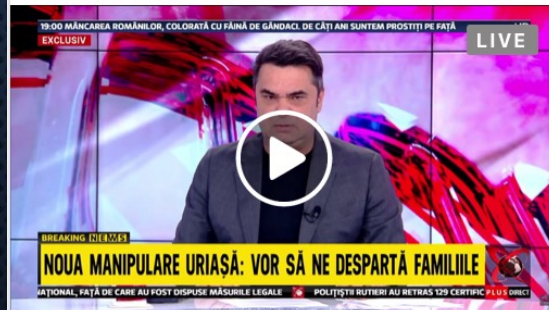 19:00 MÂNCAREA ROMÂNILOR, COLORATĂ CU FĂINĂ DE GÂNDACI. DE CÂȚI ANI SUNTEM PROSTIȚI PE FAȚĂ
EXCLUSIV
LIVE
BREAKING NEWS
NOUA MANIPULARE URIAȘĂ: VOR SĂ NE DESPARTĂ FAMILIILE
NAȚIONAL, FAȚĂ DE CARE AU FOST DISPUSE MĂSURILE LEGALE POLIȚIȘTII RUTIERI AU RETRAS 129 CERTIFIC
PLUS DIRECT